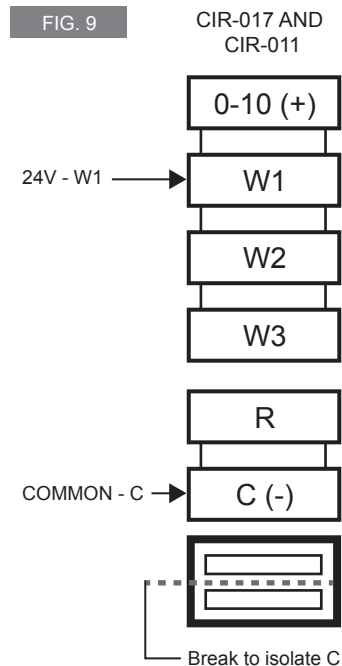 FIG. 9
CIR-017 AND
CIR-011
0-10 (+)
24V - W1
W1
W2
W3
R
COMMON - C
C (-)
Break to isolate C